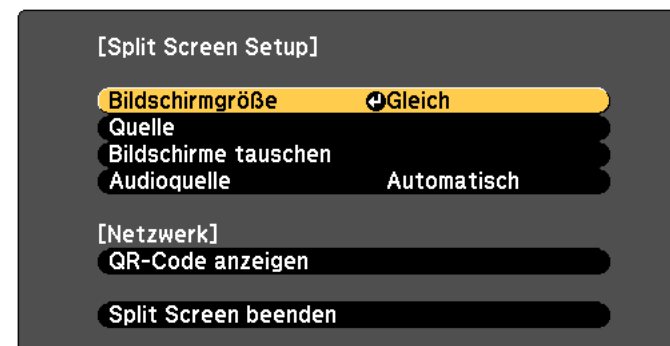 [Split Screen Setup]
Bildschirmgröße Gleich
Quelle
Bildschirme tauschen
Audioquelle Automatisch
[Netzwerk]
QR-Code anzeigen
Split Screen beenden